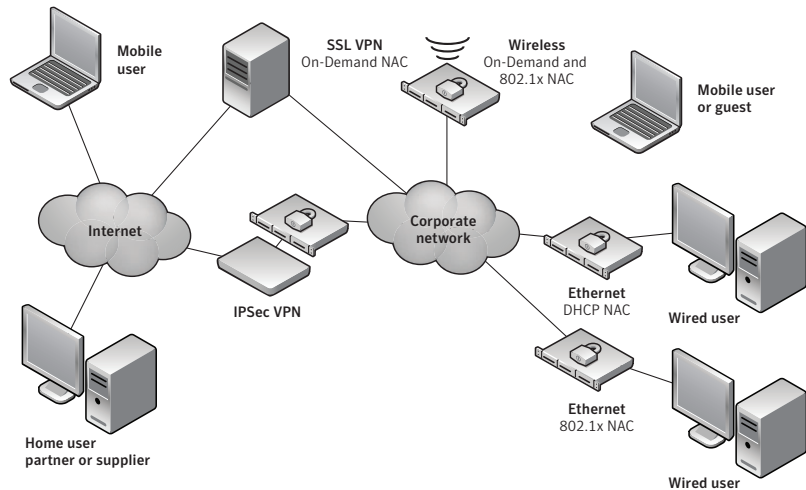 Mobile
user
SSL VPN
On-Demand NAC
Wireless
On-Demand and
802.1x NAC
Mobile user
or guest
Internet
Corporate
network
IPSec VPN
Ethernet
DHCP NAC
Wired user
Ethernet
802.1x NAC
Home user
partner or supplier
Wired user